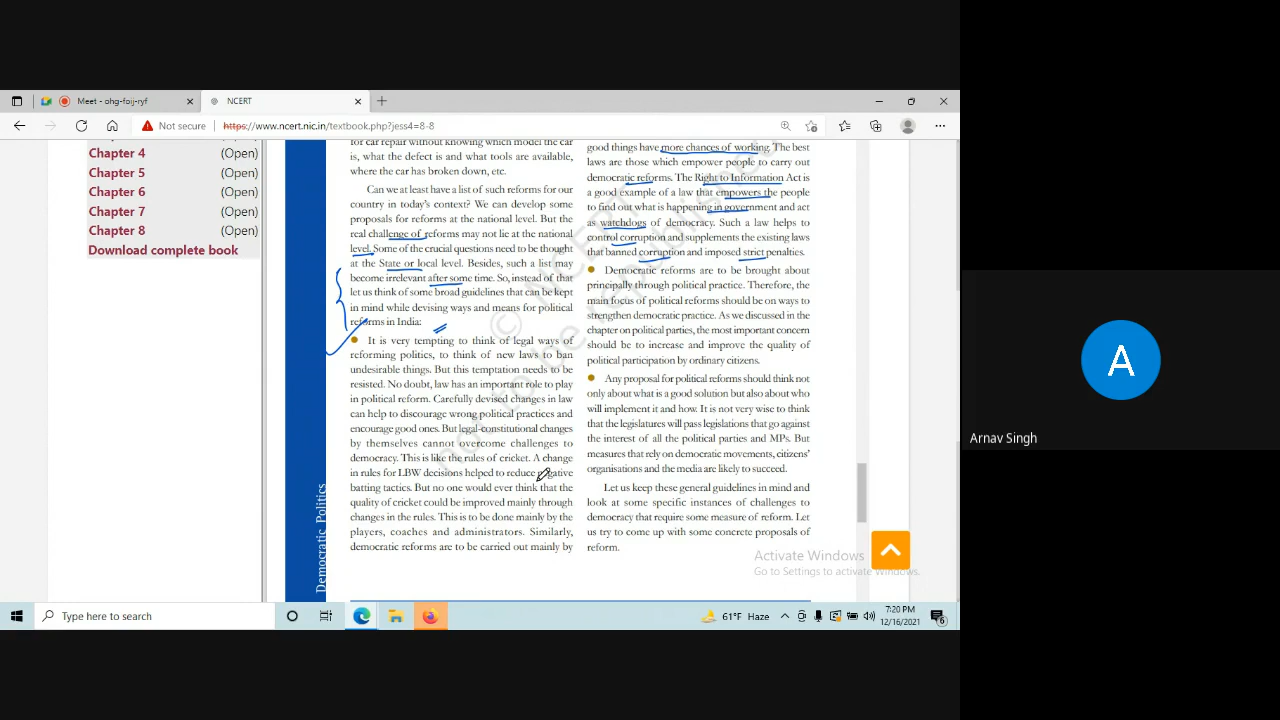 Meet - ohg-foij-ryf
NCERT
Not secure
https://www.ncert.nic.in/textbook.php?jess4=8-8
Chapter 4 (Open)
Chapter 5 (Open)
Chapter 6 (Open)
Chapter 7 (Open)
Chapter 8 (Open)
Download complete book
Democratic Politics
for car repair without knowing which model the car
is, what the defect is and what tools are available,
where the car has broken down, etc.
Can we at least have a list of such reforms for our
country in today's context? We can develop some
proposals for reforms at the national level. But the
real challenge of reforms may not lie at the national
level. Some of the crucial questions need to be thought
at the State or local level. Besides, such a list may
become irrelevant after some time. So, instead of that
let us think of some broad guidelines that can be kept
in mind while devising ways and means for political
reforms in India:
● It is very tempting to think of legal ways of
reforming politics, to think of new laws to ban
undesirable things. But this temptation needs to be
resisted. No doubt, law has an important role to play
in political reform. Carefully devised changes in law
can help to discourage wrong political practices and
encourage good ones. But legal-constitutional changes
by themselves cannot overcome challenges to
democracy. This is like the rules of cricket. A change
in rules for LBW decisions helped to reduce negative
batting tactics. But no one would ever think that the
quality of cricket could be improved mainly through
changes in the rules. This is to be done mainly by the
players, coaches and administrators. Similarly,
democratic reforms are to be carried out mainly by
good things have more chances of working. The best
laws are those which empower people to carry out
democratic reforms. The Right to Information Act is
a good example of a law that empowers the people
to find out what is happening in government and act
as watchdogs of democracy. Such a law helps to
control corruption and supplements the existing laws
that banned corruption and imposed strict penalties.
● Democratic reforms are to be brought about
principally through political practice. Therefore, the
main focus of political reforms should be on ways to
strengthen democratic practice. As we discussed in the
chapter on political parties, the most important concern
should be to increase and improve the quality of
political participation by ordinary citizens.
● Any proposal for political reforms should think not
only about what is a good solution but also about who
will implement it and how. It is not very wise to think
that the legislatures will pass legislations that go against
the interest of all the political parties and MPs. But
measures that rely on democratic movements, citizens'
organisations and the media are likely to succeed.
Let us keep these general guidelines in mind and
look at some specific instances of challenges to
democracy that require some measure of reform. Let
us try to come up with some concrete proposals of
reform.
© NCERT
not to be republished
Activate Windows
Go to Settings to activate Windows.
Type here to search
61°F Haze
7:20 PM
12/16/2021
6
A
Arnav Singh